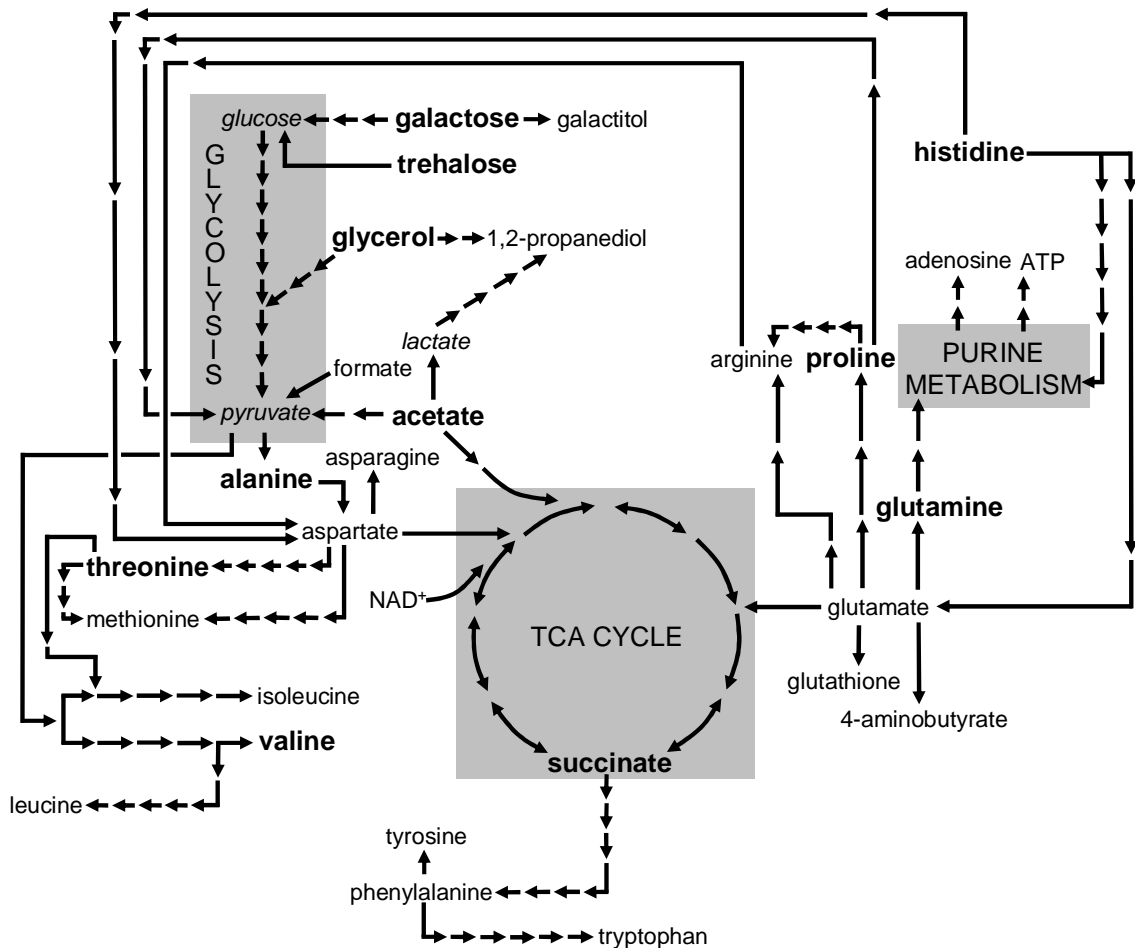 glucose
galactose
galactitol
trehalose
histidine
GLYCOLYSIS
glycerol
1,2-propanediol
adenosine
ATP
lactate
arginine
proline
PURINE
METABOLISM
formate
pyruvate
acetate
asparagine
alanine
glutamine
aspartate
threonine
NAD⁺
methionine
glutamate
TCA CYCLE
glutathione
isoleucine
4-aminobutyrate
valine
succinate
leucine
tyrosine
phenylalanine
tryptophan